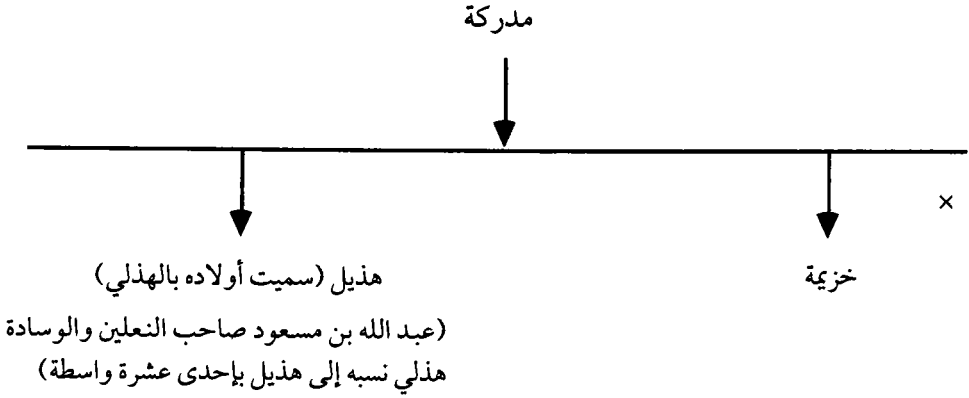 مدركة
×
خزيمة
هذيل (سميت أولاده بالهذلي)
(عبد الله بن مسعود صاحب النعلين والوسادة
هذلي نسبه إلى هذيل بإحدى عشرة واسطة)